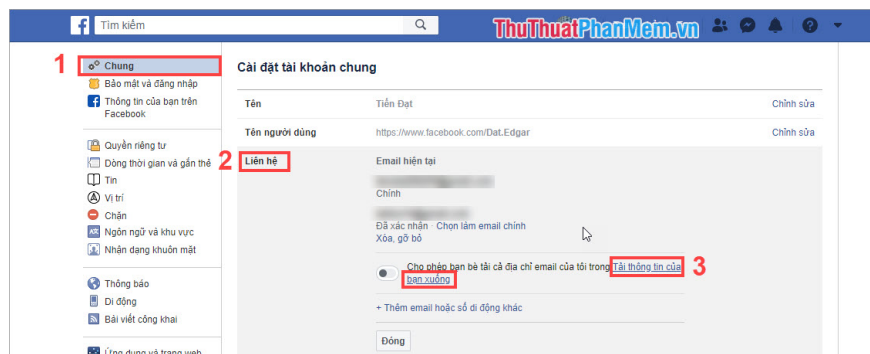 Tìm kiếm
ThuThuatPhanMem.vn
1
Chung
Bảo mật và đăng nhập
Thông tin của bạn trên
Facebook
Quyền riêng tư
Dòng thời gian và gắn thẻ
Tin
Vị trí
Chặn
Ngôn ngữ và khu vực
Nhận dạng khuôn mặt
Thông báo
Di động
Bài viết công khai
Ứng dụng và trang web
Cài đặt tài khoản chung
Tên
Tiến Đạt
Chỉnh sửa
Tên người dùng
https://www.facebook.com/Dat.Edgar
Chỉnh sửa
2
Liên hệ
Email hiện tại
Chính
Đã xác nhận · Chọn làm email chính
Xóa, gỡ bỏ
Cho phép bạn bè tải cả địa chỉ email của tôi trong Tải thông tin của
bạn xuống
3
+ Thêm email hoặc số di động khác
Đóng